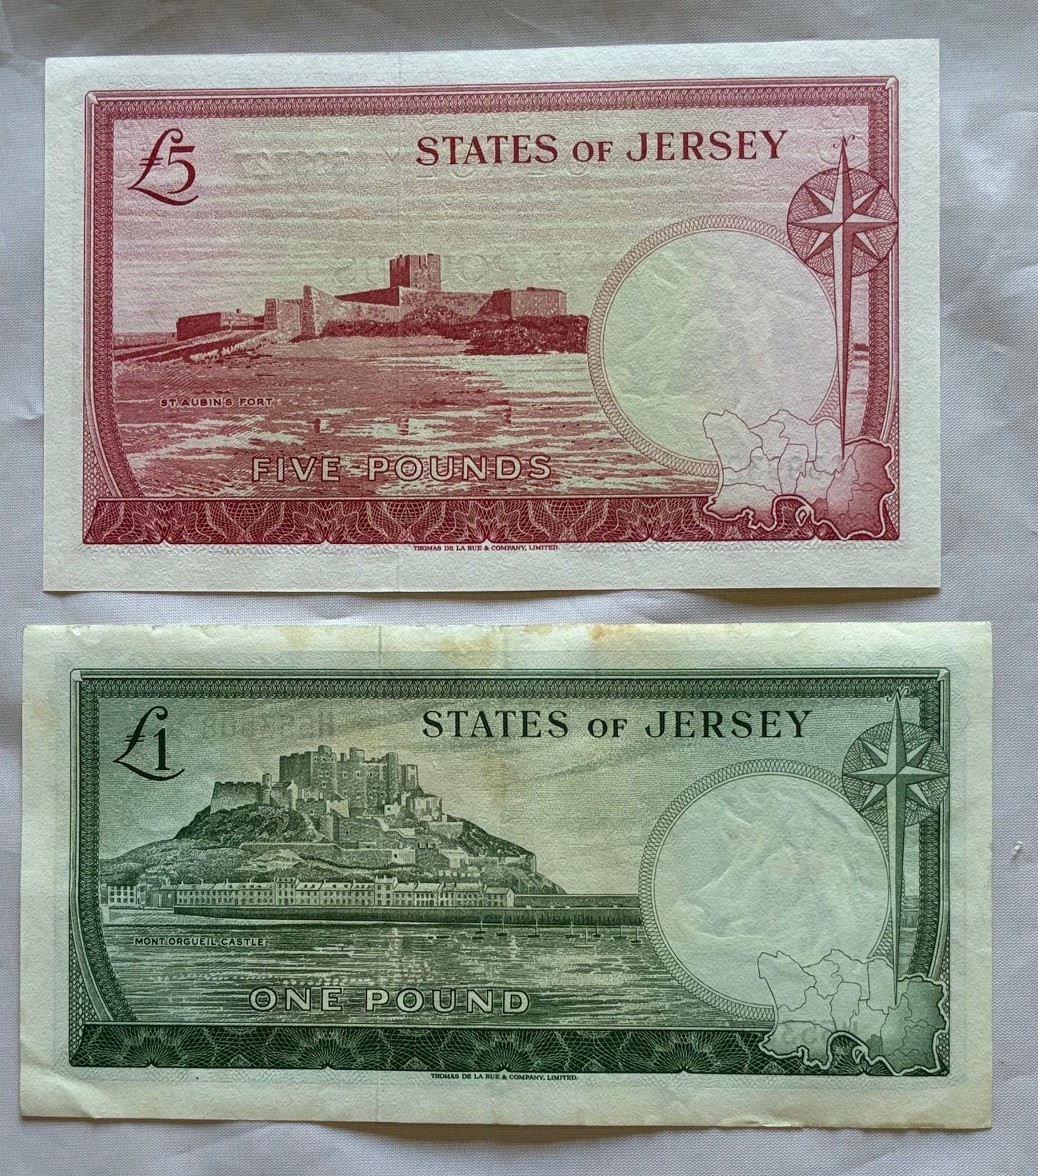 £5
STATES OF JERSEY
N
ST. AUBIN'S FORT
FIVE POUNDS
THOMAS DE LA RUE & COMPANY, LIMITED.
£1
STATES OF JERSEY
N
MONT ORGUEIL CASTLE
ONE POUND
THOMAS DE LA RUE & COMPANY, LIMITED.